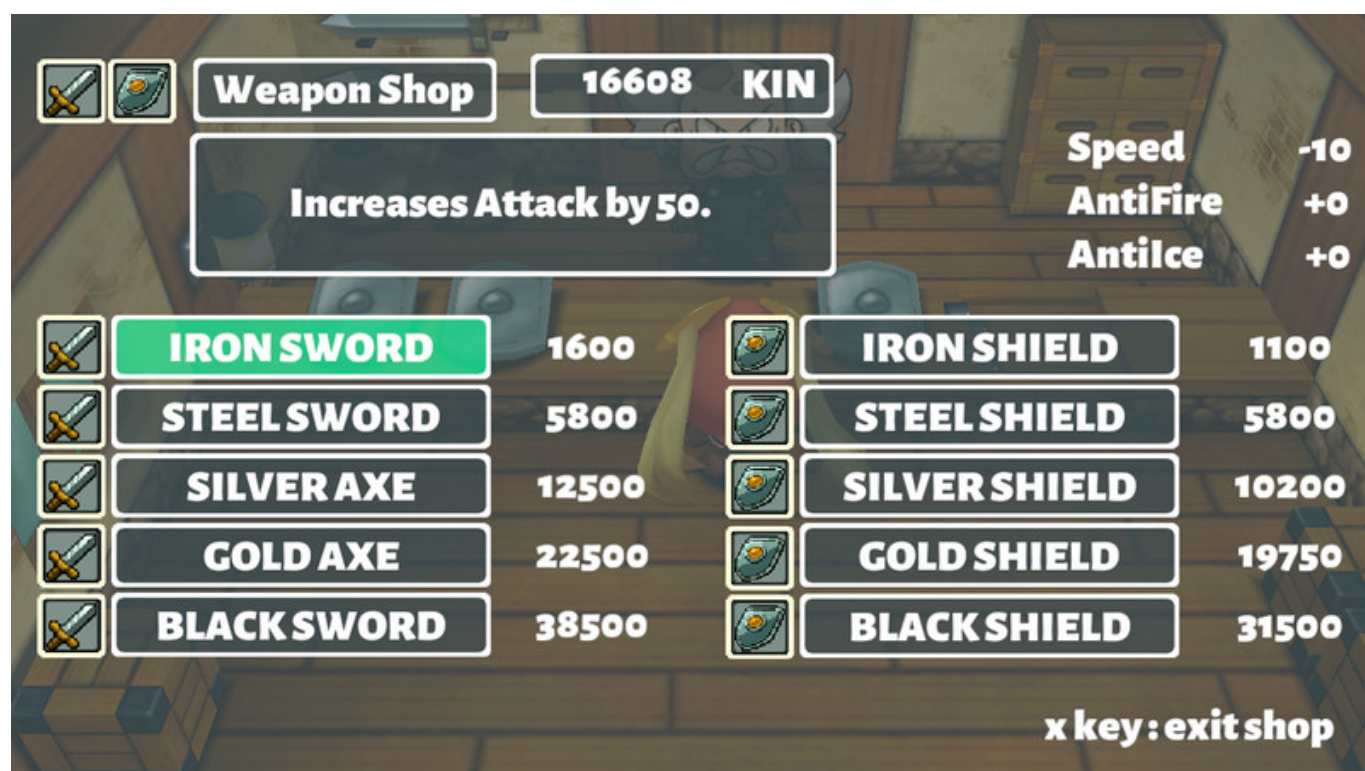 Weapon Shop 16608 KIN
Increases Attack by 50.
Speed -10
AntiFire +0
AntiIce +0
IRON SWORD 1600 IRON SHIELD 1100
STEEL SWORD 5800 STEEL SHIELD 5800
SILVER AXE 12500 SILVER SHIELD 10200
GOLD AXE 22500 GOLD SHIELD 19750
BLACK SWORD 38500 BLACK SHIELD 31500
x key : exit shop